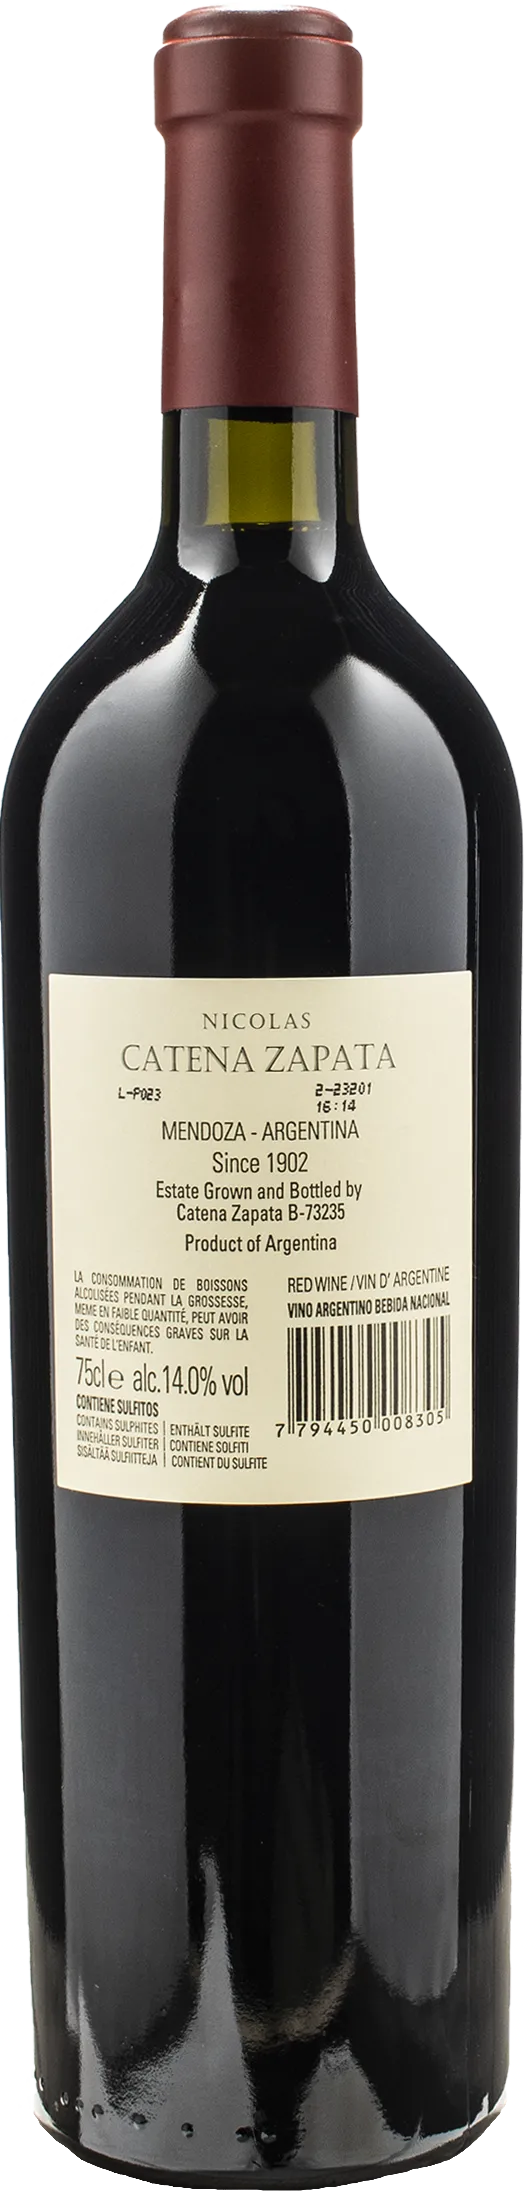 NICOLAS
CATENA ZAPATA
L-P023 2-23201
16:14
MENDOZA - ARGENTINA
Since 1902
Estate Grown and Bottled by
Catena Zapata B-73235
Product of Argentina
LA CONSOMMATION DE BOISSONS
ALCOLISÉES PENDANT LA GROSSESSE,
MEME EN FAIBLE QUANTITÉ, PEUT AVOIR
DES CONSÉQUENCES GRAVES SUR LA
SANTÉ DE L'ENFANT.
75cl e alc.14.0% vol
CONTIENE SULFITOS
CONTAINS SULPHITES | ENTHÄLT SULFITE
INNEHÅLLER SULFITER | CONTIENE SOLFITI
SISÄLTÄÄ SULFIITTEJA | CONTIENT DU SULFITE
RED WINE / VIN D' ARGENTINE
VINO ARGENTINO BEBIDA NACIONAL
7 794450 008305